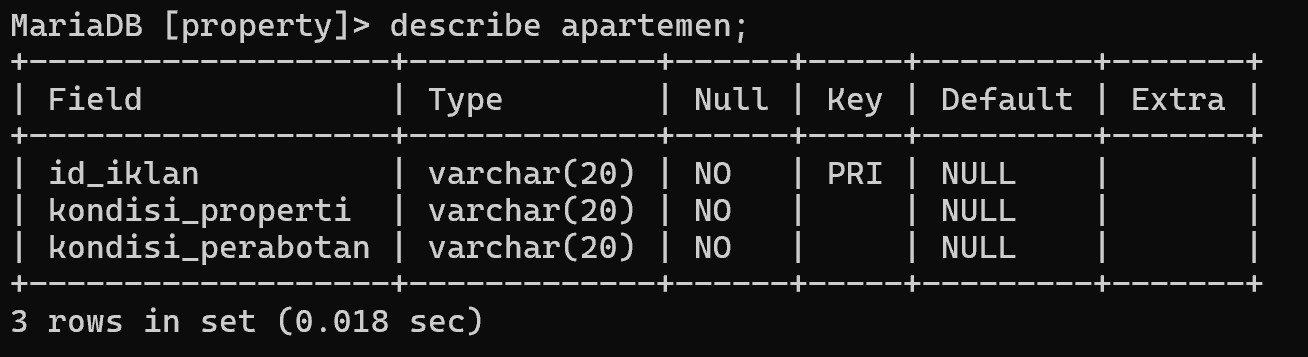 MariaDB [property]> describe apartemen;
+-------------------+-------------+------+-----+---------+-------+
| Field             | Type        | Null | Key | Default | Extra |
+-------------------+-------------+------+-----+---------+-------+
| id_iklan          | varchar(20) | NO   | PRI | NULL    |       |
| kondisi_properti  | varchar(20) | NO   |     | NULL    |       |
| kondisi_perabotan | varchar(20) | NO   |     | NULL    |       |
+-------------------+-------------+------+-----+---------+-------+
3 rows in set (0.018 sec)